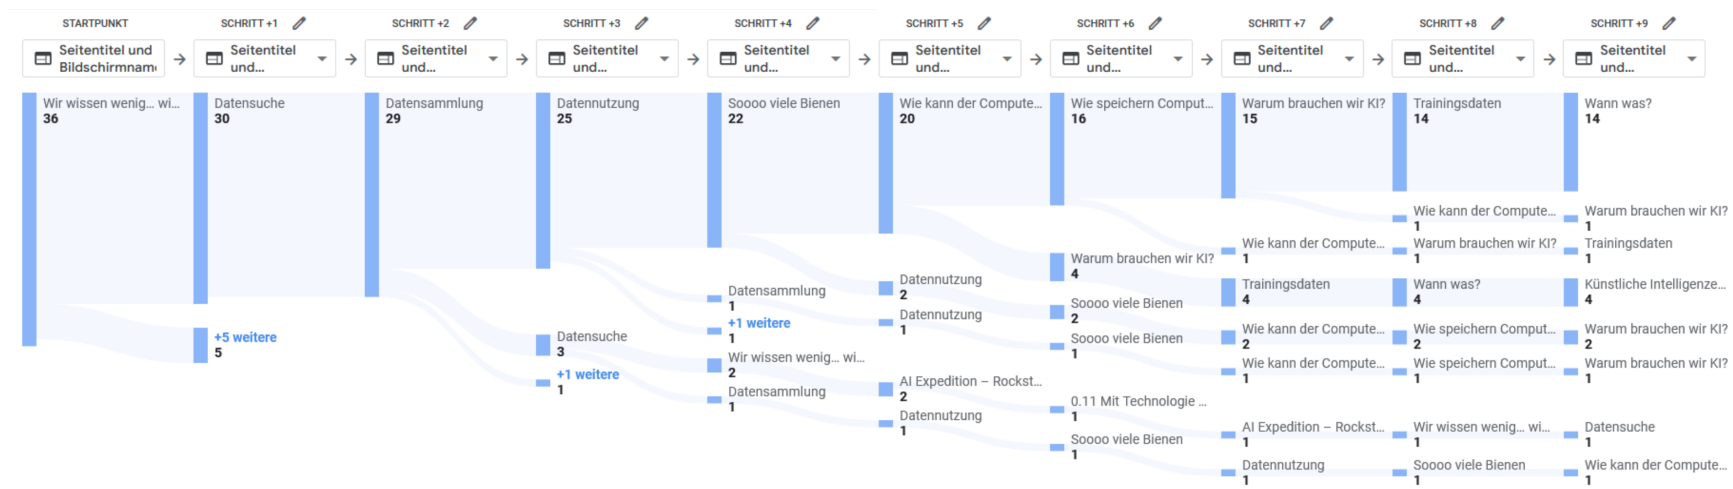 STARTPUNKT
SCHRITT +1
SCHRITT +2
SCHRITT +3
SCHRITT +4
SCHRITT +5
SCHRITT +6
SCHRITT +7
SCHRITT +8
SCHRITT +9
Seitentitel und
Bildschirmname
Seitentitel
und...
Seitentitel
und...
Seitentitel
und...
Seitentitel
und...
Seitentitel
und...
Seitentitel
und...
Seitentitel
und...
Seitentitel
und...
Seitentitel
und...
Wir wissen wenig... wi...
36
Datensuche
30
+5 weitere
5
Datensammlung
29
Datennutzung
25
Datensuche
3
+1 weitere
1
Soooo viele Bienen
22
Datensammlung
1
+1 weitere
1
Wir wissen wenig... wi...
2
Datensammlung
1
Wie kann der Compute...
20
Datennutzung
2
Datennutzung
1
AI Expedition – Rockst...
2
Datennutzung
1
Wie speichern Comput...
16
Warum brauchen wir KI?
4
Soooo viele Bienen
2
Soooo viele Bienen
1
0.11 Mit Technologie ...
1
Soooo viele Bienen
1
Warum brauchen wir KI?
15
Wie kann der Compute...
1
Trainingsdaten
4
Wie kann der Compute...
2
Wie kann der Compute...
1
AI Expedition – Rockst...
1
Datennutzung
1
Trainingsdaten
14
Wie kann der Compute...
1
Warum brauchen wir KI?
1
Wann was?
4
Wie speichern Comput...
2
Wie speichern Comput...
1
Wir wissen wenig... wi...
1
Soooo viele Bienen
1
Wann was?
14
Warum brauchen wir KI?
1
Trainingsdaten
1
Künstliche Intelligenze...
4
Warum brauchen wir KI?
2
Warum brauchen wir KI?
1
Datensuche
1
Wie kann der Compute...
1